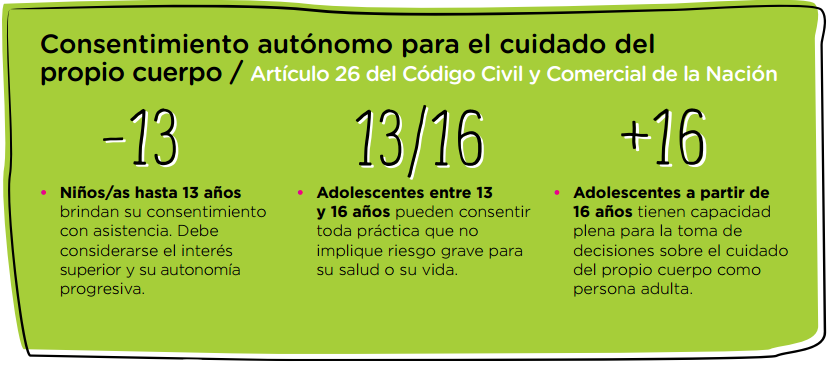 Consentimiento autónomo para el cuidado del
propio cuerpo / Artículo 26 del Código Civil y Comercial de la Nación
-13
• Niños/as hasta 13 años
brindan su consentimiento
con asistencia. Debe
considerarse el interés
superior y su autonomía
progresiva.
13/16
• Adolescentes entre 13
y 16 años pueden consentir
toda práctica que no
implique riesgo grave para
su salud o su vida.
+16
• Adolescentes a partir de
16 años tienen capacidad
plena para la toma de
decisiones sobre el cuidado
del propio cuerpo como
persona adulta.